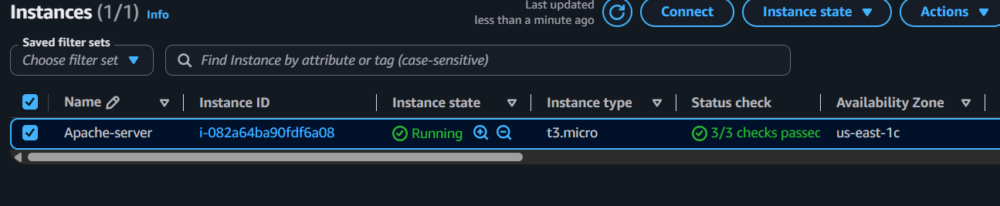 Instances (1/1) Info
Last updated
less than a minute ago
Connect
Instance state
Actions
Saved filter sets
Choose filter set
Find Instance by attribute or tag (case-sensitive)
Name Instance ID Instance state Instance type Status check Availability Zone
Apache-server i-082a64ba90fdf6a08 Running t3.micro 3/3 checks passec us-east-1c